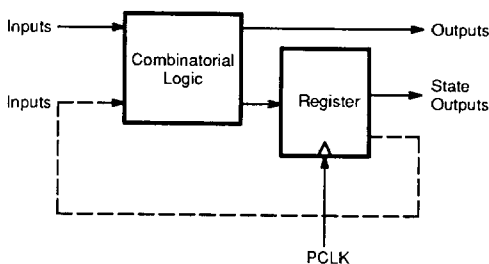 Inputs
Outputs
Combinatorial
Logic
Inputs
Register
State
Outputs
PCLK